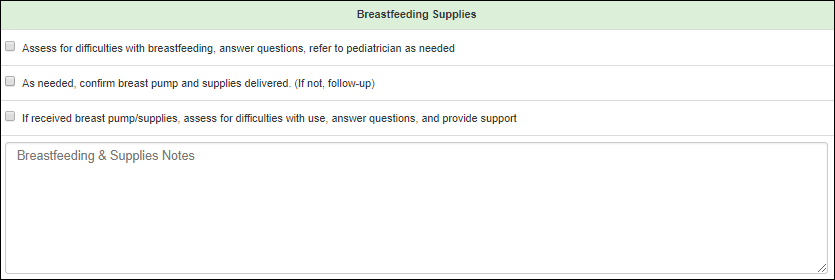 Breastfeeding Supplies
Assess for difficulties with breastfeeding, answer questions, refer to pediatrician as needed
As needed, confirm breast pump and supplies delivered. (If not, follow-up)
If received breast pump/supplies, assess for difficulties with use, answer questions, and provide support
Breastfeeding & Supplies Notes